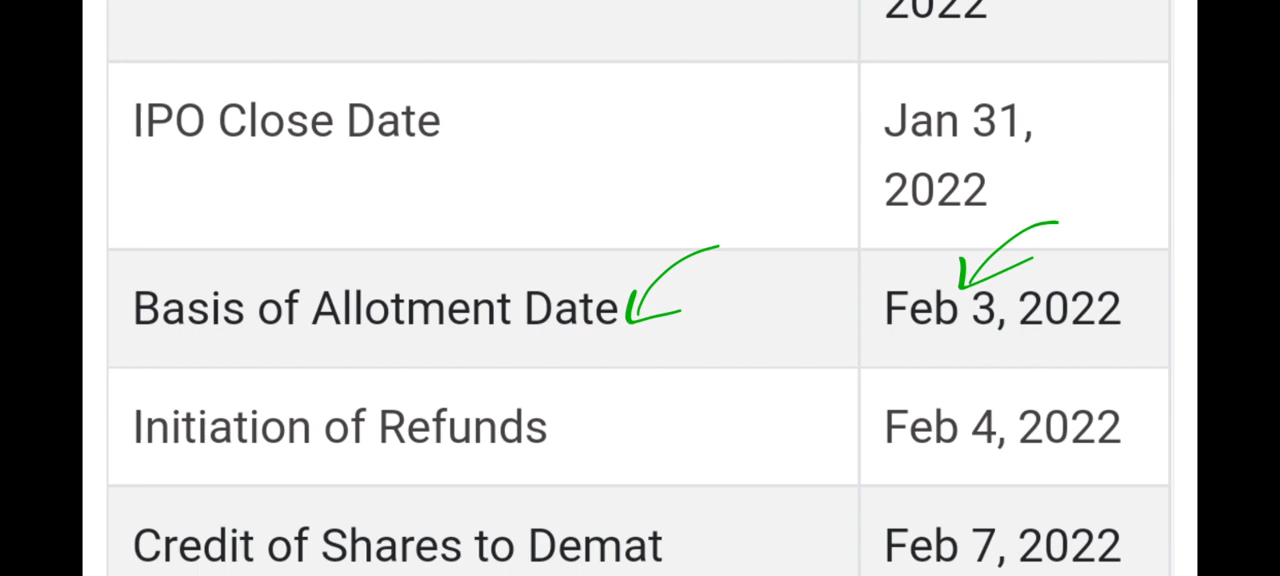 2022
IPO Close Date
Jan 31,
2022
Basis of Allotment Date
Feb 3, 2022
Initiation of Refunds
Feb 4, 2022
Credit of Shares to Demat
Feb 7, 2022